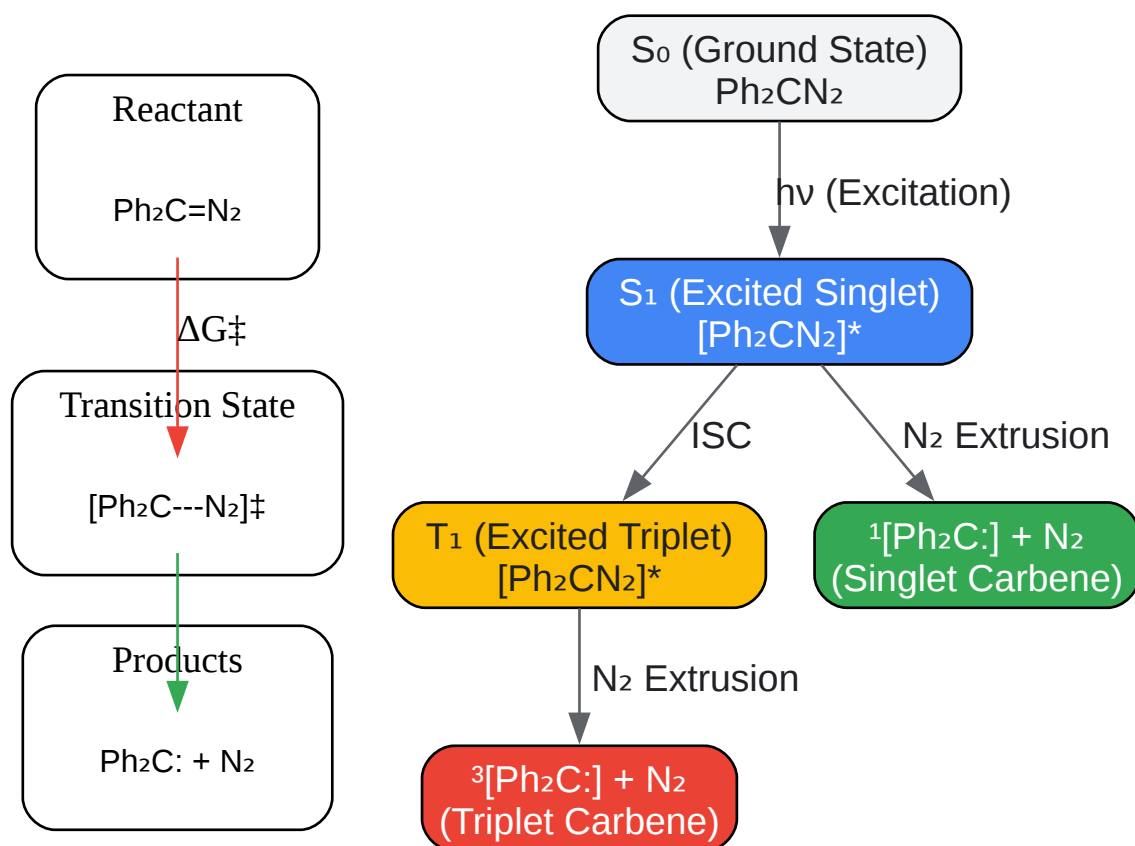 Reactant
Ph₂C=N₂
ΔG‡
Transition State
[Ph₂C---N₂]‡
Products
Ph₂C: + N₂
S₀ (Ground State)
Ph₂CN₂
hν (Excitation)
S₁ (Excited Singlet)
[Ph₂CN₂]*
ISC
N₂ Extrusion
T₁ (Excited Triplet)
[Ph₂CN₂]*
¹[Ph₂C:] + N₂
(Singlet Carbene)
N₂ Extrusion
³[Ph₂C:] + N₂
(Triplet Carbene)